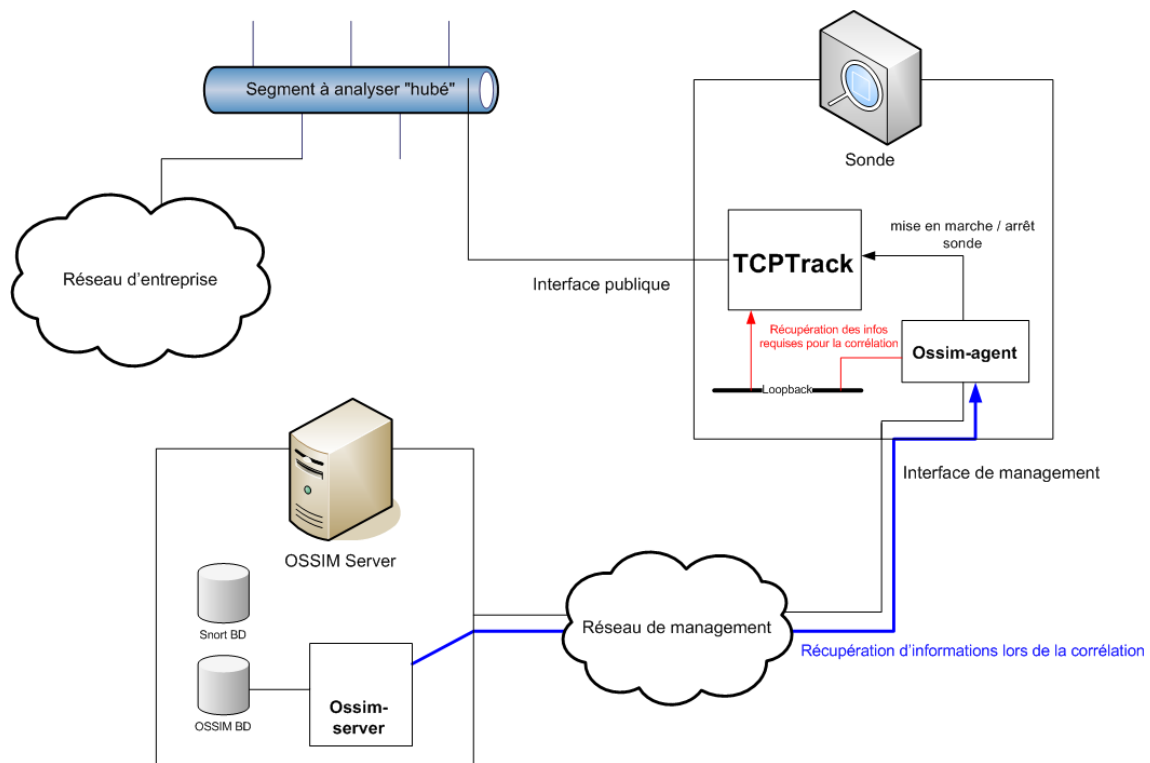 Segment à analyser "hubé"
Sonde
Réseau d'entreprise
mise en marche / arrêt
sonde
TCPTrack
Interface publique
Récupération des infos
requises pour la corrélation
Ossim-agent
Loopback
Interface de management
OSSIM Server
Snort BD
Réseau de management
Récupération d'informations lors de la corrélation
OSSIM BD
Ossim-
server